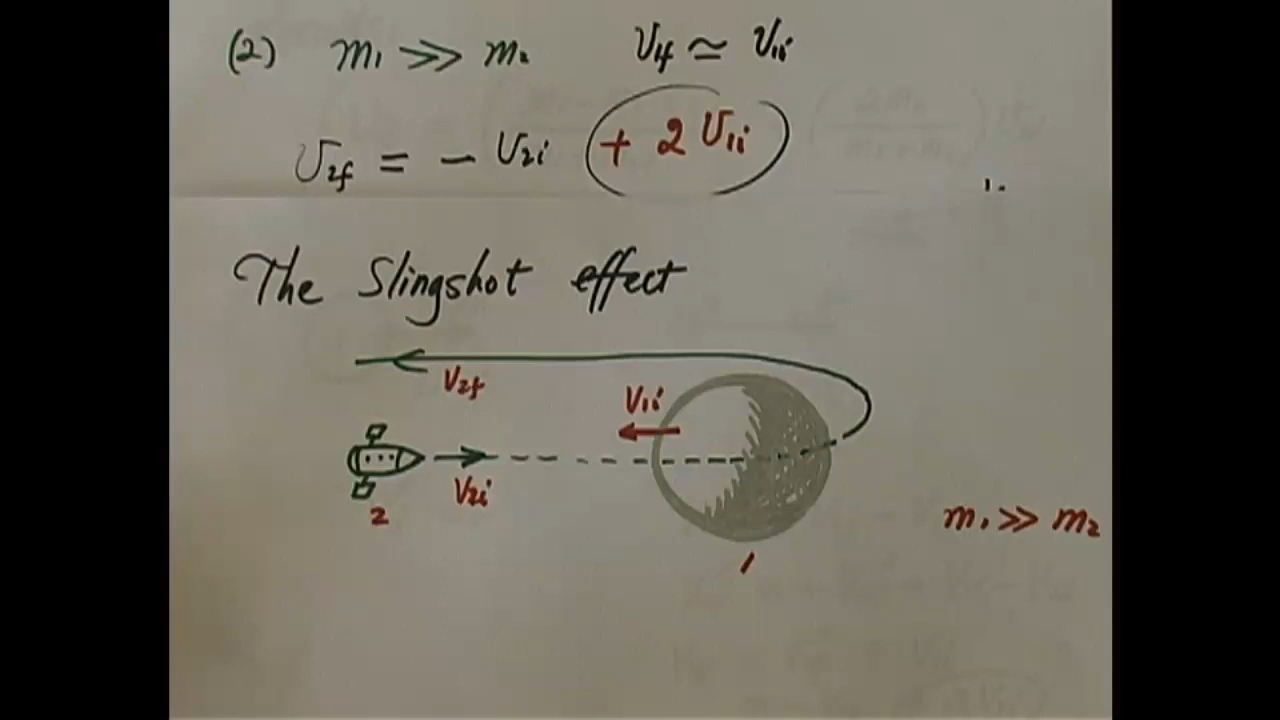 (2) m₁ >> m₂ v₁f ≃ v₁i
v₂f = − v₂i + 2 v₁i
The Slingshot effect
v₂f
v₁i
v₂i
2
m₁ >> m₂
1